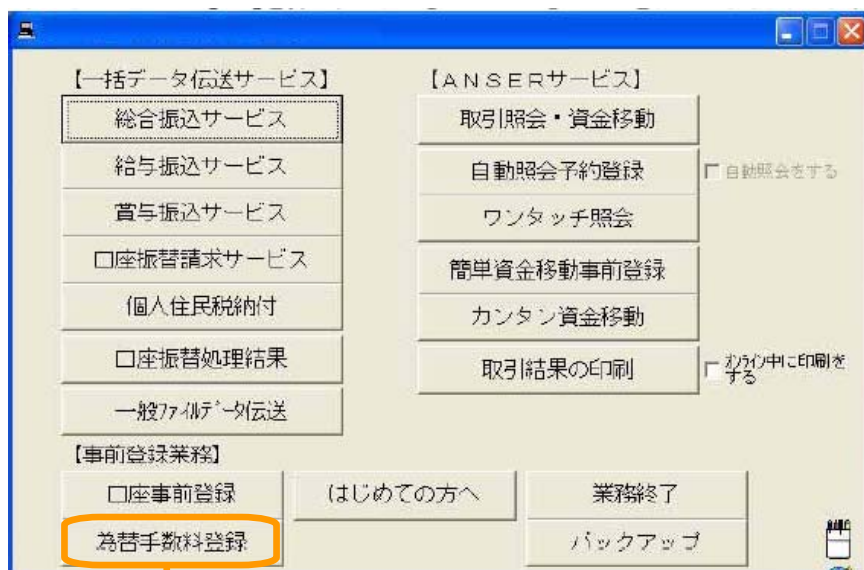 【一括データ伝送サービス】
総合振込サービス
給与振込サービス
賞与振込サービス
口座振替請求サービス
個人住民税納付
口座振替処理結果
一般ファイルデータ伝送
【ANSERサービス】
取引照会・資金移動
自動照会予約登録
自動照会をする
ワンタッチ照会
簡単資金移動事前登録
カンタン資金移動
取引結果の印刷
オンライン中に印刷を
する
【事前登録業務】
口座事前登録
はじめての方へ
業務終了
為替手数料登録
バックアップ